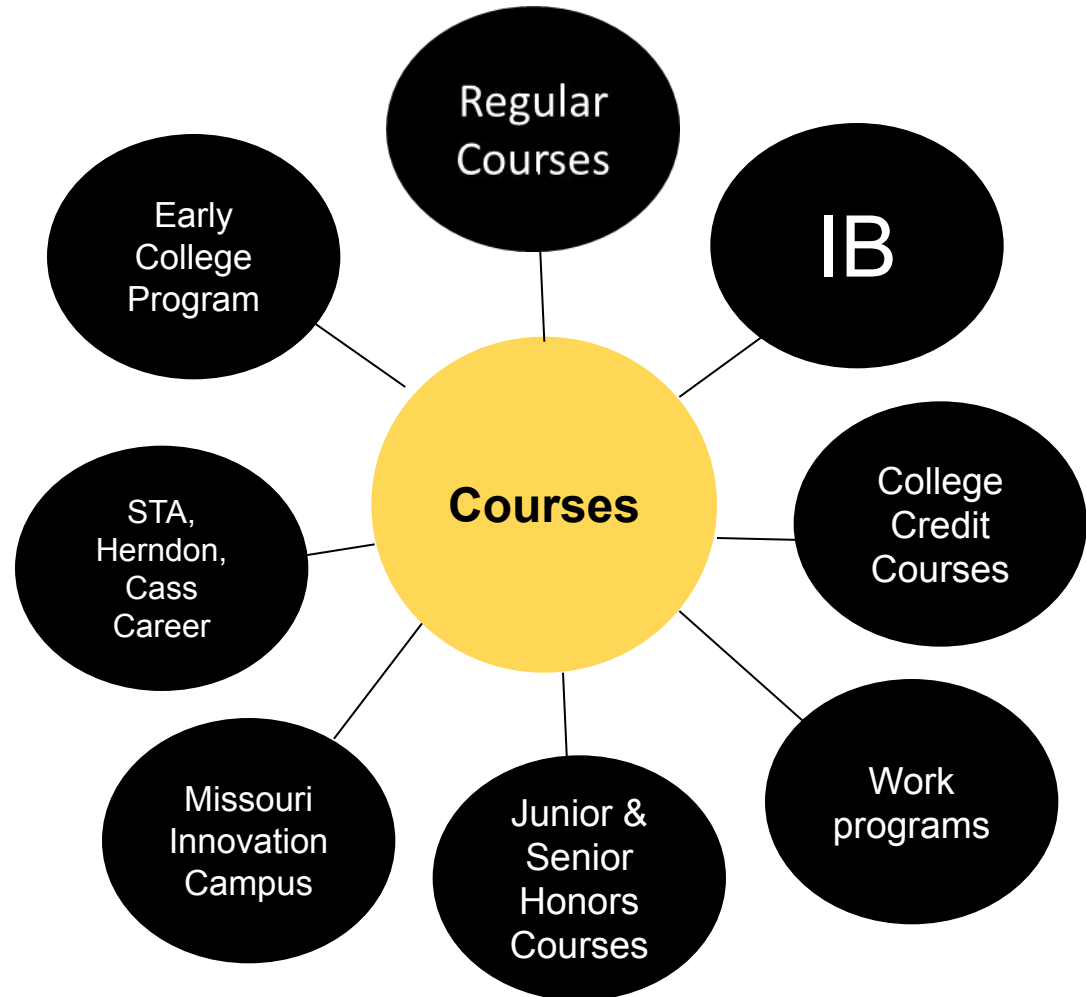 Regular
Courses
IB
College
Credit
Courses
Work
programs
Junior &
Senior
Honors
Courses
Missouri
Innovation
Campus
STA,
Herndon,
Cass
Career
Early
College
Program
Courses